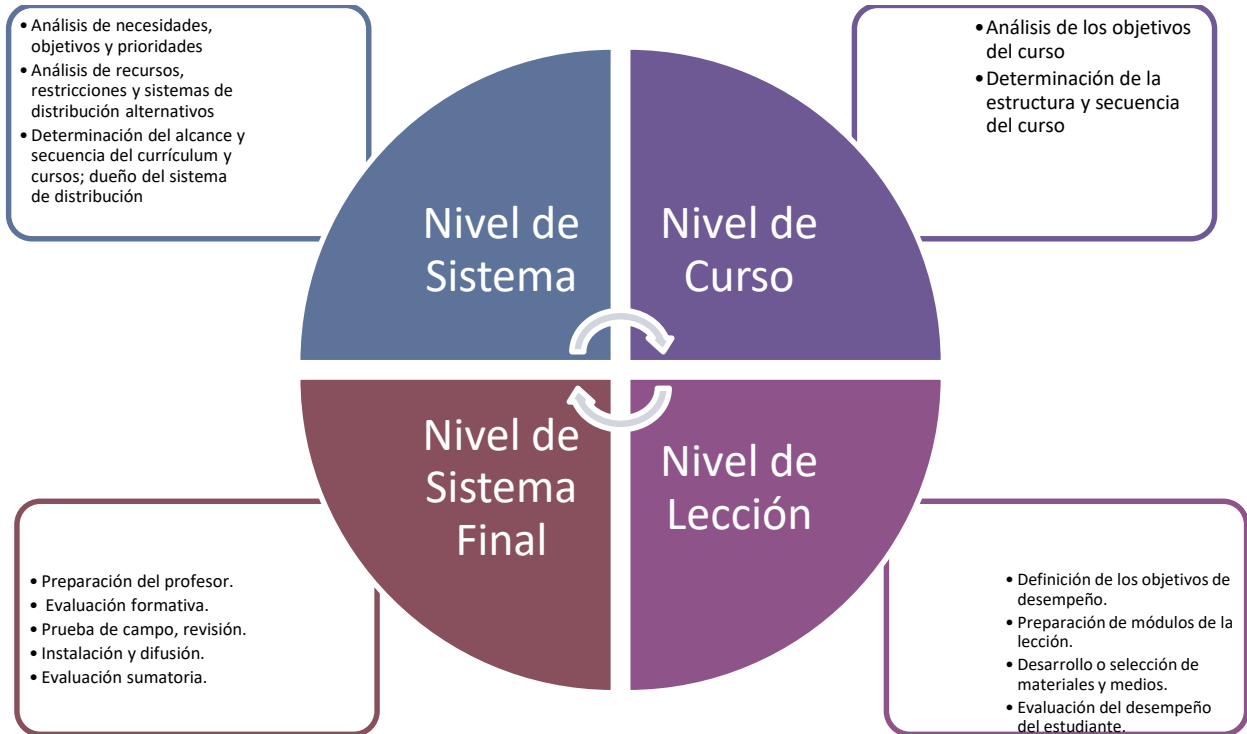 • Análisis de necesidades,
objetivos y prioridades
• Análisis de recursos,
restricciones y sistemas de
distribución alternativos
• Determinación del alcance y
secuencia del currículum y
cursos; dueño del sistema
de distribución
• Análisis de los objetivos
del curso
• Determinación de la
estructura y secuencia
del curso
Nivel de
Sistema
Nivel de
Curso
Nivel de
Sistema
Final
Nivel de
Lección
• Preparación del profesor.
• Evaluación formativa.
• Prueba de campo, revisión.
• Instalación y difusión.
• Evaluación sumatoria.
• Definición de los objetivos de
desempeño.
• Preparación de módulos de la
lección.
• Desarrollo o selección de
materiales y medios.
• Evaluación del desempeño
del estudiante.